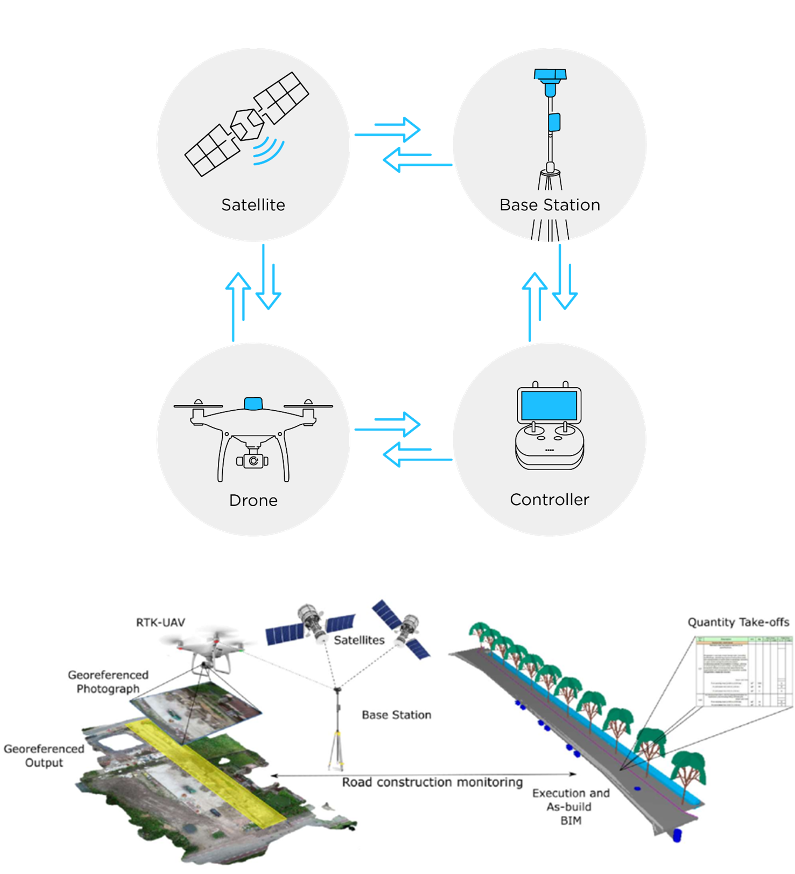 Satellite
Base Station
Drone
Controller
RTK-UAV
Satellites
Quantity Take-offs
Georeferenced
Photograph
Base Station
Georeferenced
Output
Road construction monitoring
Execution and
As-build
BIM